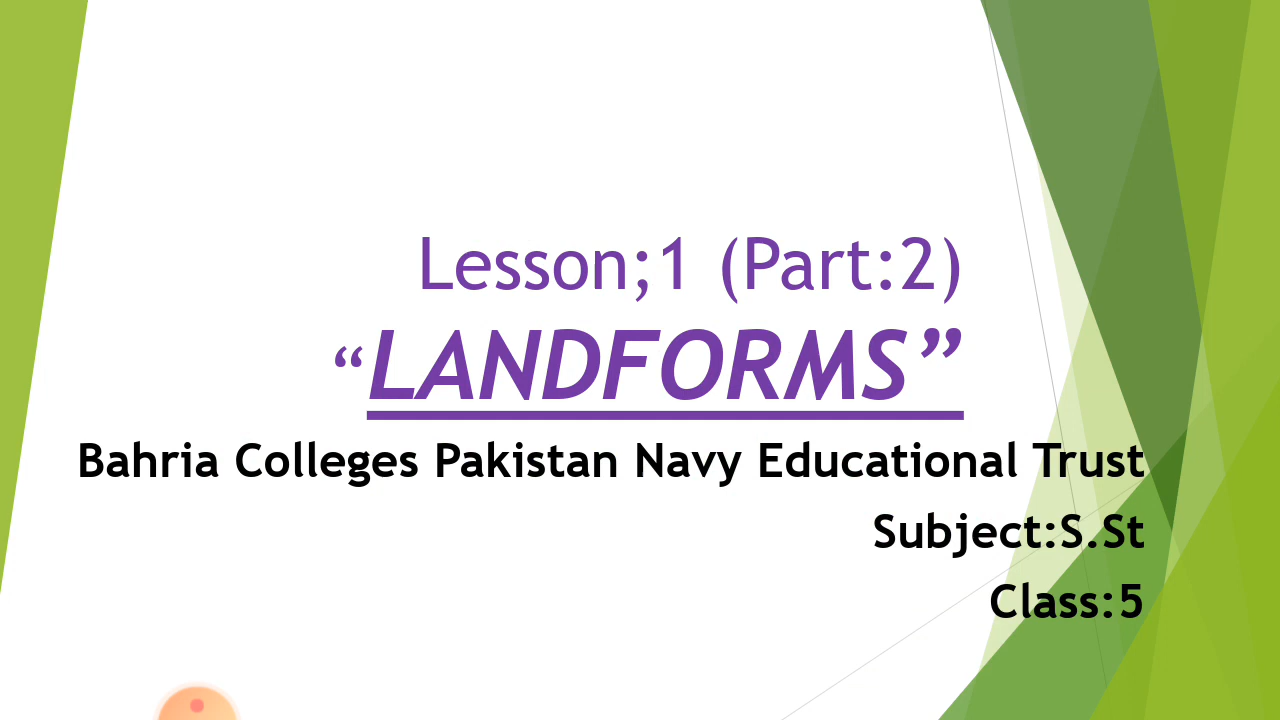 Lesson;1 (Part:2)
“LANDFORMS”
Bahria Colleges Pakistan Navy Educational Trust
Subject:S.St
Class:5